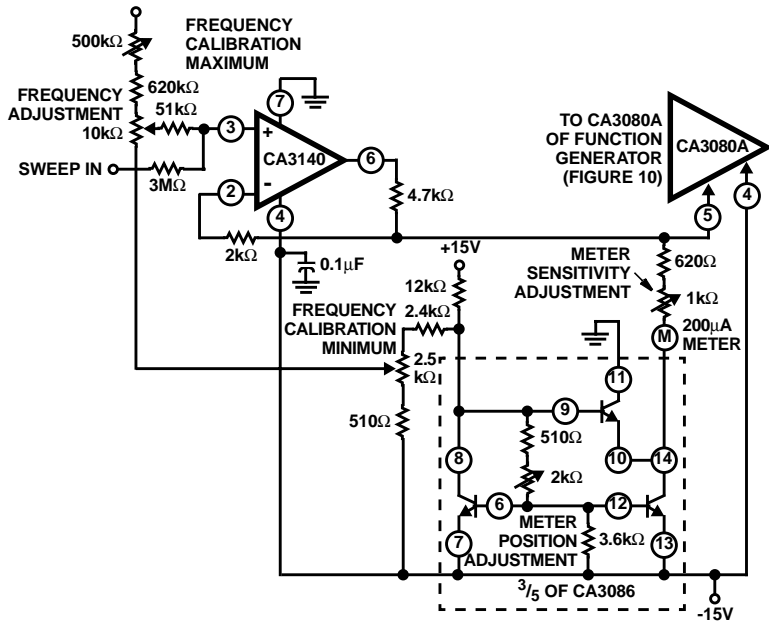 500kΩ
FREQUENCY
CALIBRATION
MAXIMUM
620kΩ
FREQUENCY
ADJUSTMENT
10kΩ
51kΩ
SWEEP IN
3MΩ
7
3
+
CA3140
6
2
-
4
4.7kΩ
2kΩ
0.1µF
TO CA3080A
OF FUNCTION
GENERATOR
(FIGURE 10)
CA3080A
4
5
+15V
12kΩ
2.4kΩ
FREQUENCY
CALIBRATION
MINIMUM
2.5
kΩ
510Ω
METER
SENSITIVITY
ADJUSTMENT
620Ω
1kΩ
M
200µA
METER
11
9
510Ω
8
10
14
2kΩ
6
12
7
METER
POSITION
ADJUSTMENT
3.6kΩ
13
3/5 OF CA3086
-15V